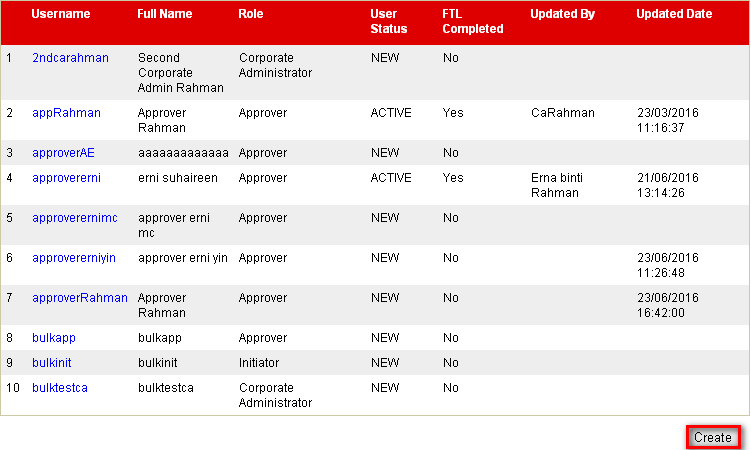 Username Full Name Role User Status FTL Completed Updated By Updated Date
1 2ndcarahman Second Corporate Admin Rahman Corporate Administrator NEW No
2 appRahman Approver Rahman Approver ACTIVE Yes CaRahman 23/03/2016 11:16:37
3 approverAE aaaaaaaaaaaaa Approver NEW No
4 approvererni erni suhaireen Approver ACTIVE Yes Erna binti Rahman 21/06/2016 13:14:26
5 approverernimc approver erni mc Approver NEW No
6 approvererniyin approver erni yin Approver NEW No 23/06/2016 11:26:48
7 approverRahman Approver Rahman Approver NEW No 23/06/2016 16:42:00
8 bulkapp bulkapp Approver NEW No
9 bulkinit bulkinit Initiator NEW No
10 bulktestca bulktestca Corporate Administrator NEW No
Create